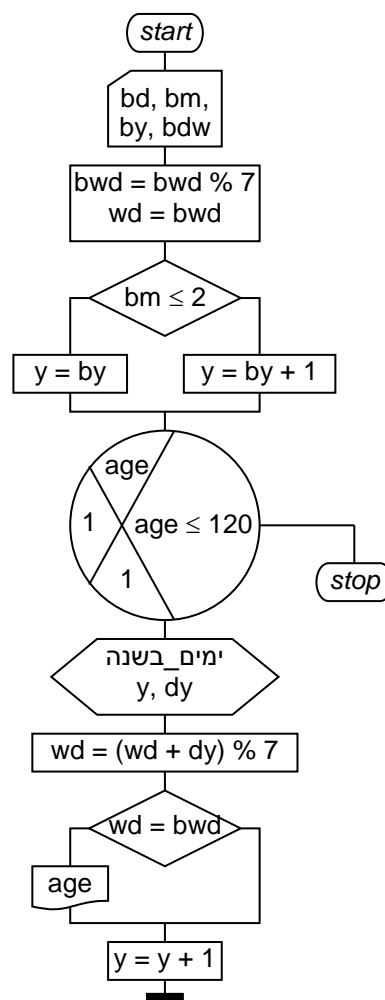 start
bd, bm,
by, bdw
bwd = bwd % 7
wd = bwd
bm ≤ 2
y = by
y = by + 1
age
1
age ≤ 120
1
stop
ימים_בשנה
y, dy
wd = (wd + dy) % 7
wd = bwd
age
y = y + 1